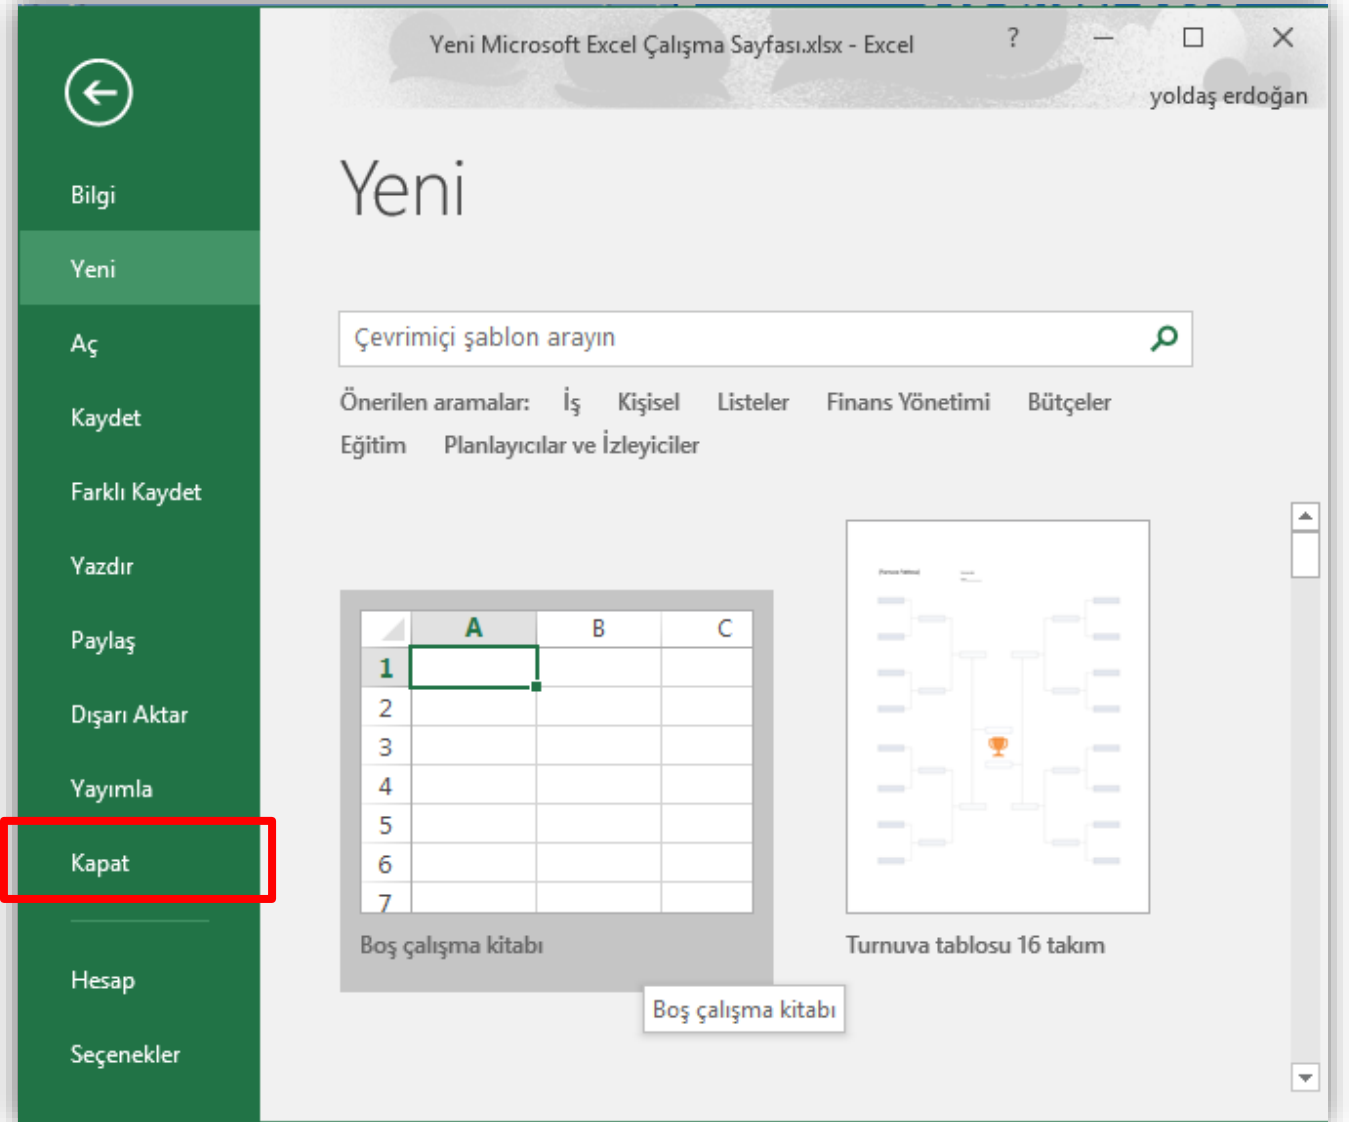 Yeni Microsoft Excel Çalışma Sayfası.xlsx - Excel
?
yoldaş erdoğan
Bilgi
Yeni
Aç
Kaydet
Farklı Kaydet
Yazdır
Paylaş
Dışarı Aktar
Yayımla
Kapat
Hesap
Seçenekler
Yeni
Çevrimiçi şablon arayın
Önerilen aramalar: İş Kişisel Listeler Finans Yönetimi Bütçeler
Eğitim Planlayıcılar ve İzleyiciler
A B C
1
2
3
4
5
6
7
Boş çalışma kitabı
Turnuva tablosu 16 takım
Boş çalışma kitabı